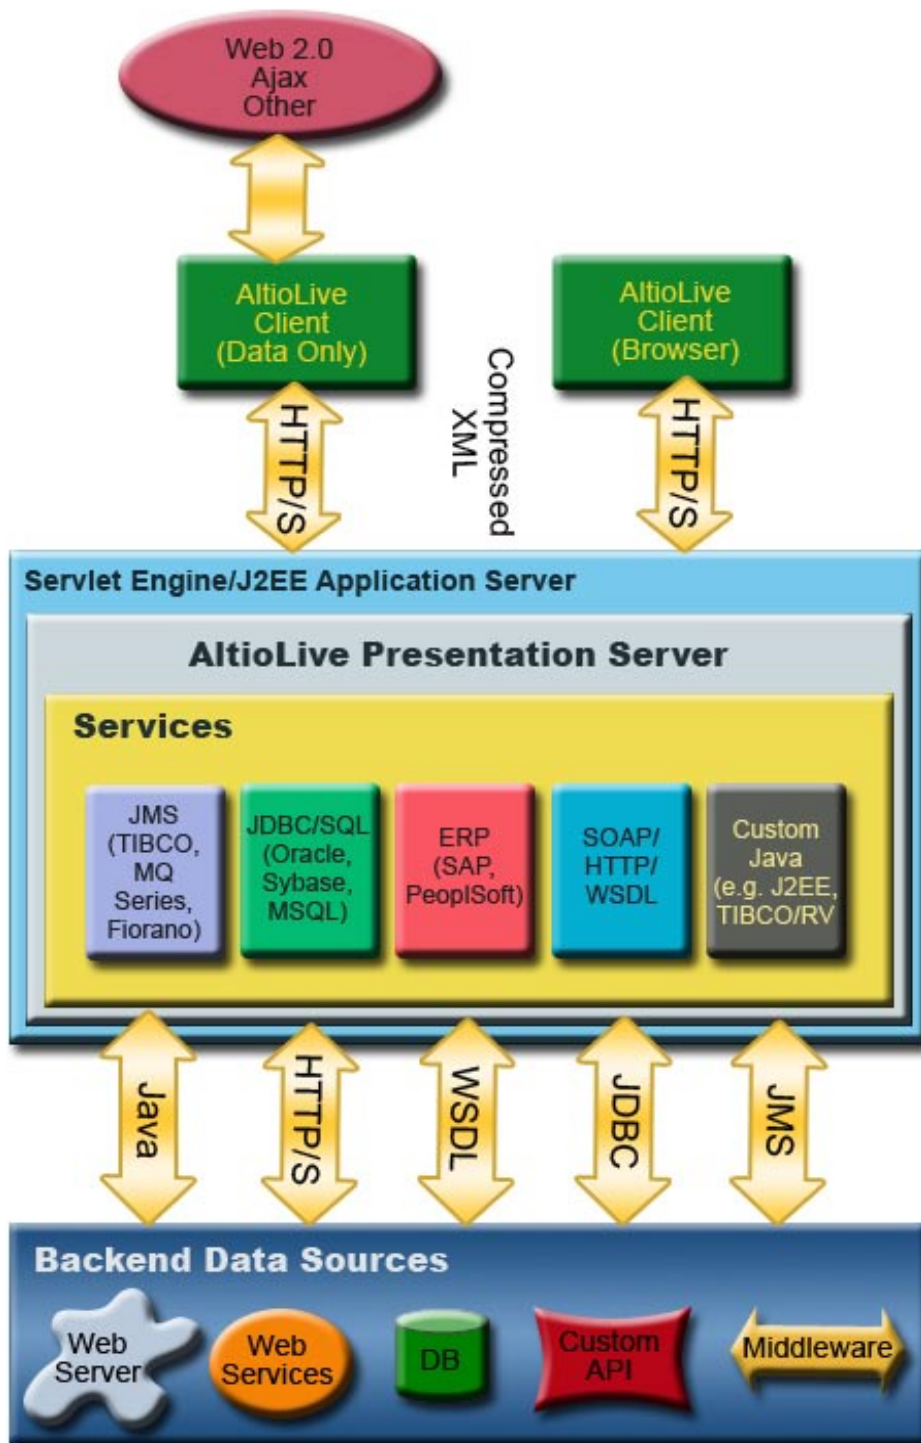 Web 2.0
Ajax
Other
AltioLive
Client
(Data Only)
AltioLive
Client
(Browser)
HTTP/S
Compressed
XML
HTTP/S
Servlet Engine/J2EE Application Server
AltioLive Presentation Server
Services
JMS
(TIBCO,
MQ
Series,
Fiorano)
JDBC/SQL
(Oracle,
Sybase,
MSQL)
ERP
(SAP,
PeoplSoft)
SOAP/
HTTP/
WSDL
Custom
Java
(e.g. J2EE,
TIBCO/RV
Java
HTTP/S
WSDL
JDBC
JMS
Backend Data Sources
Web
Server
Web
Services
DB
Custom
API
Middleware